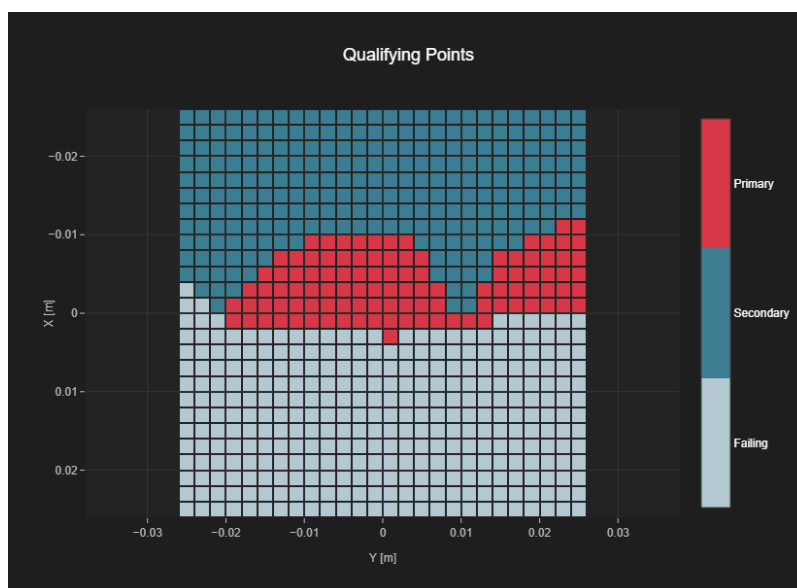 Qualifying Points
−0.02
−0.01
0
0.01
0.02
X [m]
−0.03
−0.02
−0.01
0
0.01
0.02
0.03
Y [m]
Primary
Secondary
Failing